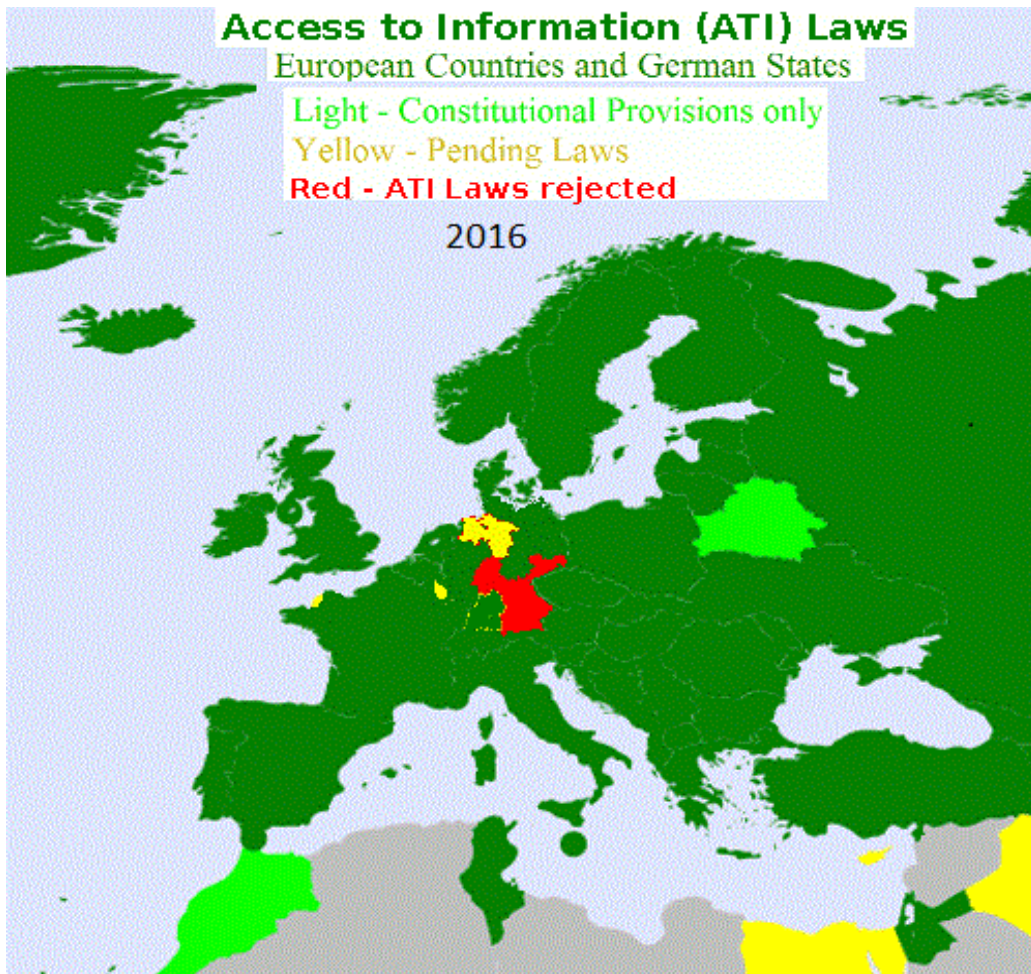 Access to Information (ATI) Laws
European Countries and German States
Light - Constitutional Provisions only
Yellow - Pending Laws
Red - ATI Laws rejected
2016